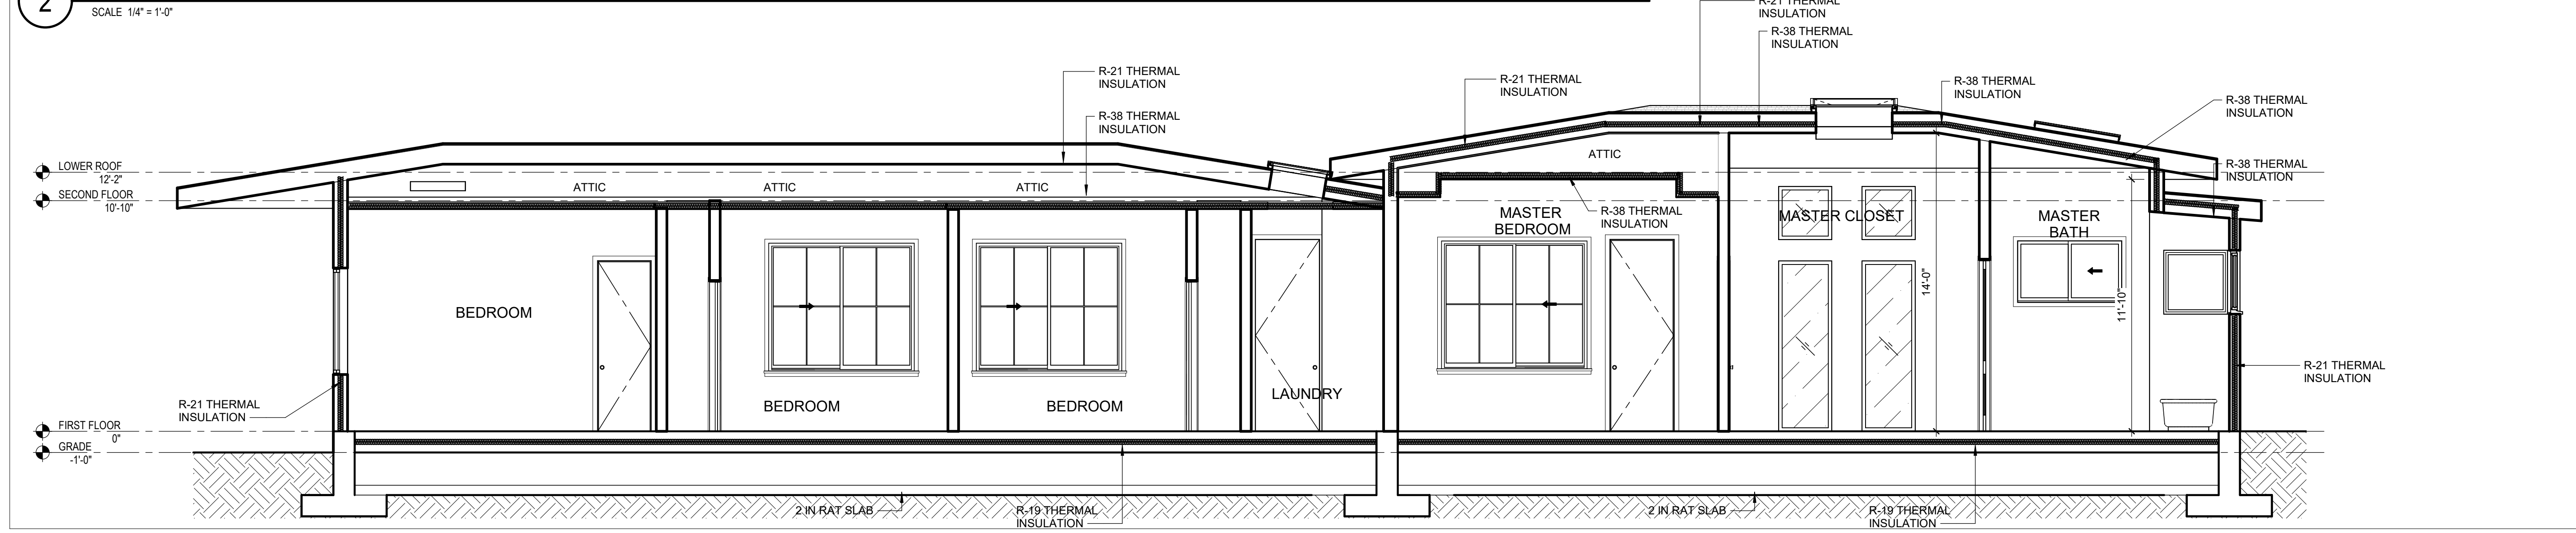 2
SCALE 1/4" = 1'-0"
R-21 THERMAL
INSULATION
R-38 THERMAL
INSULATION
R-21 THERMAL
INSULATION
R-21 THERMAL
INSULATION
R-38 THERMAL
INSULATION
R-38 THERMAL
INSULATION
R-38 THERMAL
INSULATION
LOWER ROOF
12'-2"
SECOND FLOOR
10'-10"
ATTIC
ATTIC
ATTIC
ATTIC
R-38 THERMAL
INSULATION
R-38 THERMAL
INSULATION
MASTER
BEDROOM
MASTER CLOSET
MASTER
BATH
14'-0"
11'-10"
BEDROOM
BEDROOM
BEDROOM
LAUNDRY
R-21 THERMAL
INSULATION
R-21 THERMAL
INSULATION
FIRST FLOOR
0"
GRADE
-1'-0"
2 IN RAT SLAB
R-19 THERMAL
INSULATION
2 IN RAT SLAB
R-19 THERMAL
INSULATION